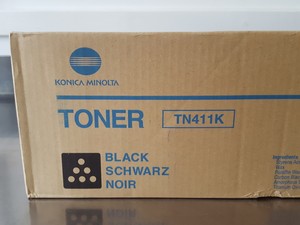 KONICA MINOLTA
TONER TN411K
BLACK
SCHWARZ
NOIR